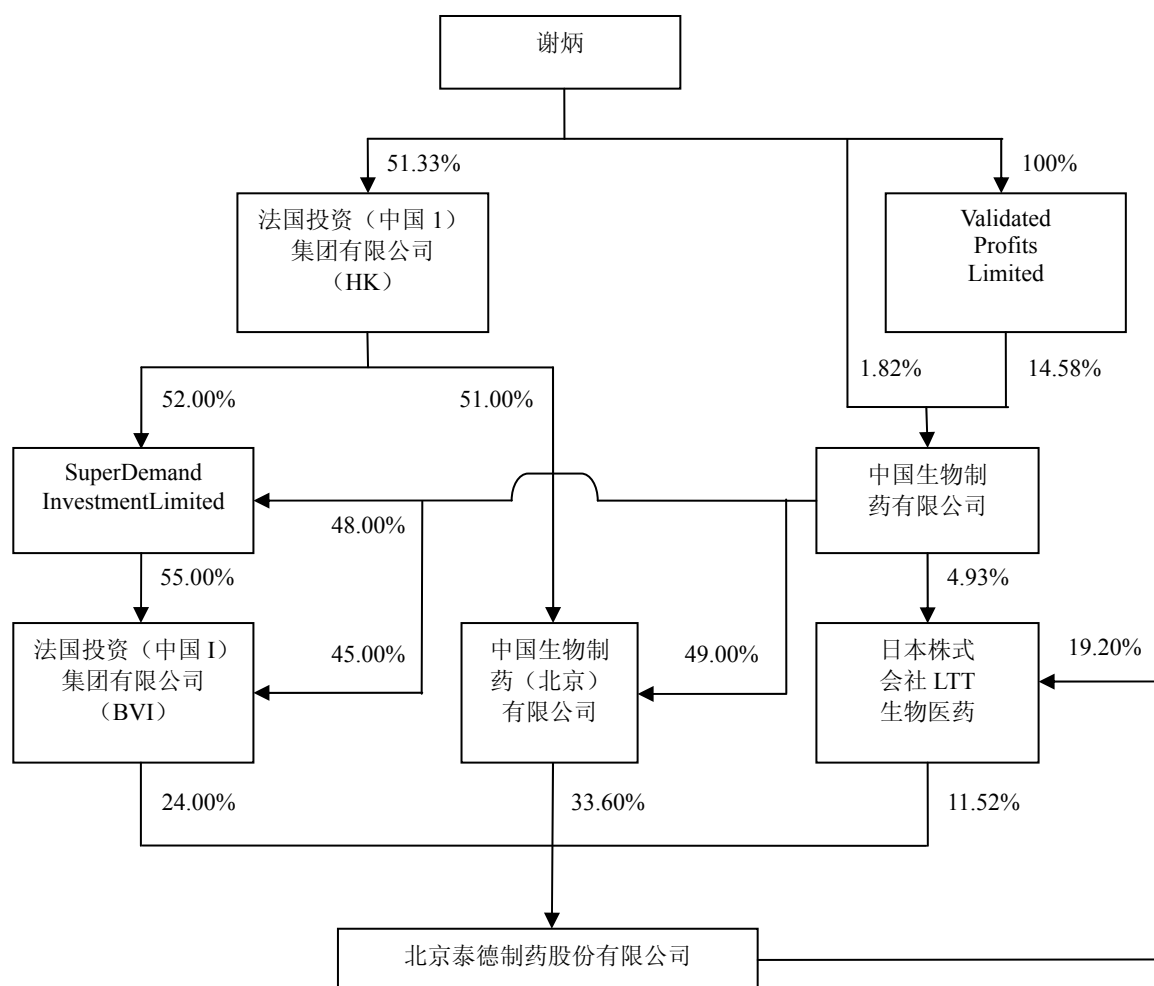 谢炳
51.33%
100%
法国投资（中国 1）
集团有限公司
（HK）
Validated
Profits
Limited
1.82%
14.58%
52.00%
51.00%
SuperDemand
InvestmentLimited
中国生物制
药有限公司
48.00%
55.00%
4.93%
法国投资（中国 I）
集团有限公司
（BVI）
45.00%
中国生物制
药（北京）
有限公司
49.00%
日本株式
会社 LTT
生物医药
19.20%
24.00%
33.60%
11.52%
北京泰德制药股份有限公司